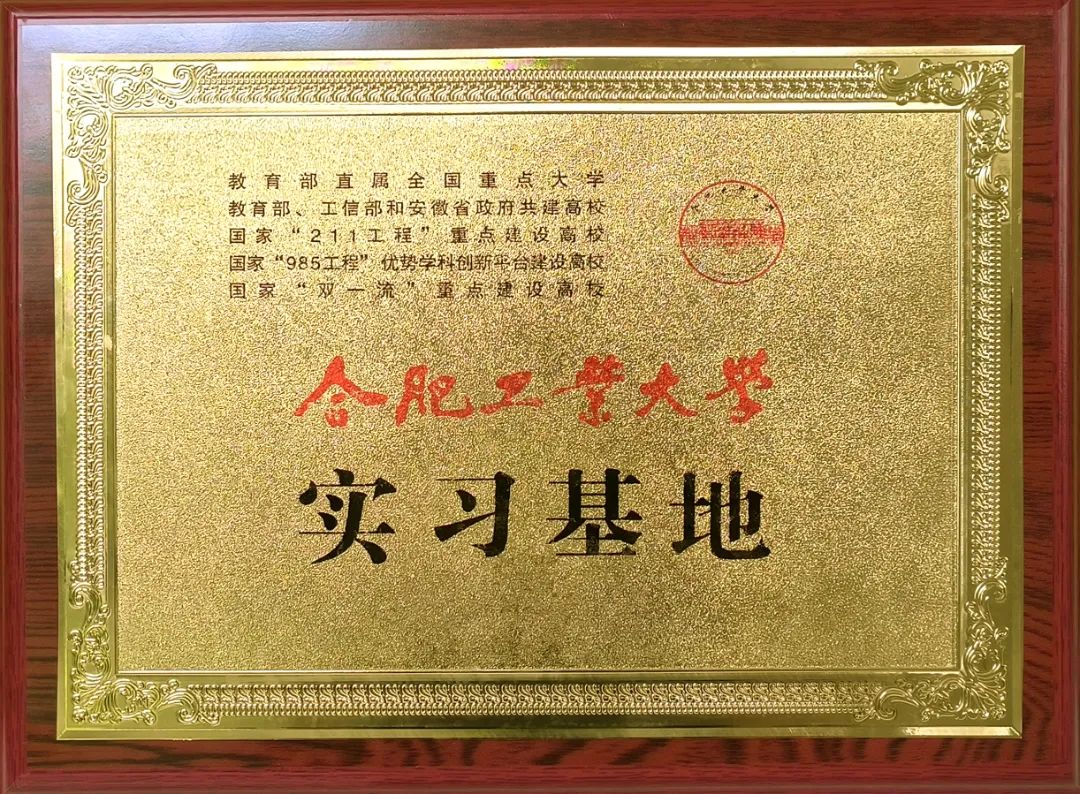 教育部直属全国重点大学
教育部、工信部和安徽省政府共建高校
国家“211工程”重点建设高校
国家“985工程”优势学科创新平台建设高校
国家“双一流”重点建设高校
合肥工業大学
实习基地